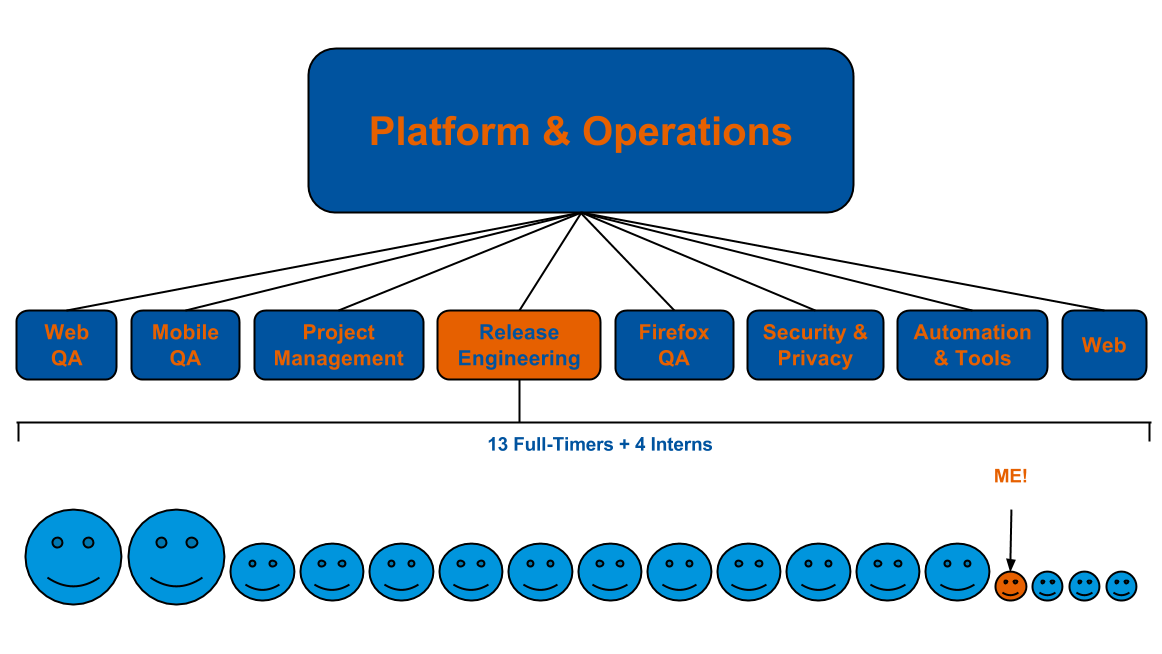 Platform & Operations
Web
QA
Mobile
QA
Project
Management
Release
Engineering
Firefox
QA
Security &
Privacy
Automation
& Tools
Web
13 Full-Timers + 4 Interns
ME!